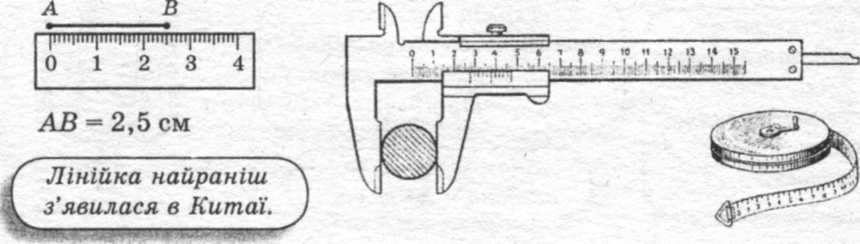 A B
0 1 2 3 4
AB = 2,5 см
Лінійка найраніш
з'явилася в Китаї.
0 1 2 3 4 5 6 7 8 9 10 11 12 13 14 15